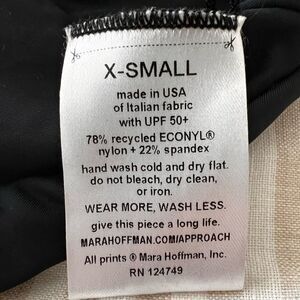 X-SMALL
made in USA
of Italian fabric
with UPF 50+
78% recycled ECONYL®
nylon + 22% spandex
hand wash cold and dry flat.
do not bleach, dry clean,
or iron.
WEAR MORE, WASH LESS.
give this piece a long life.
MARAHOFFMAN.COM/APPROACH
All prints ® Mara Hoffman, Inc.
RN 124749